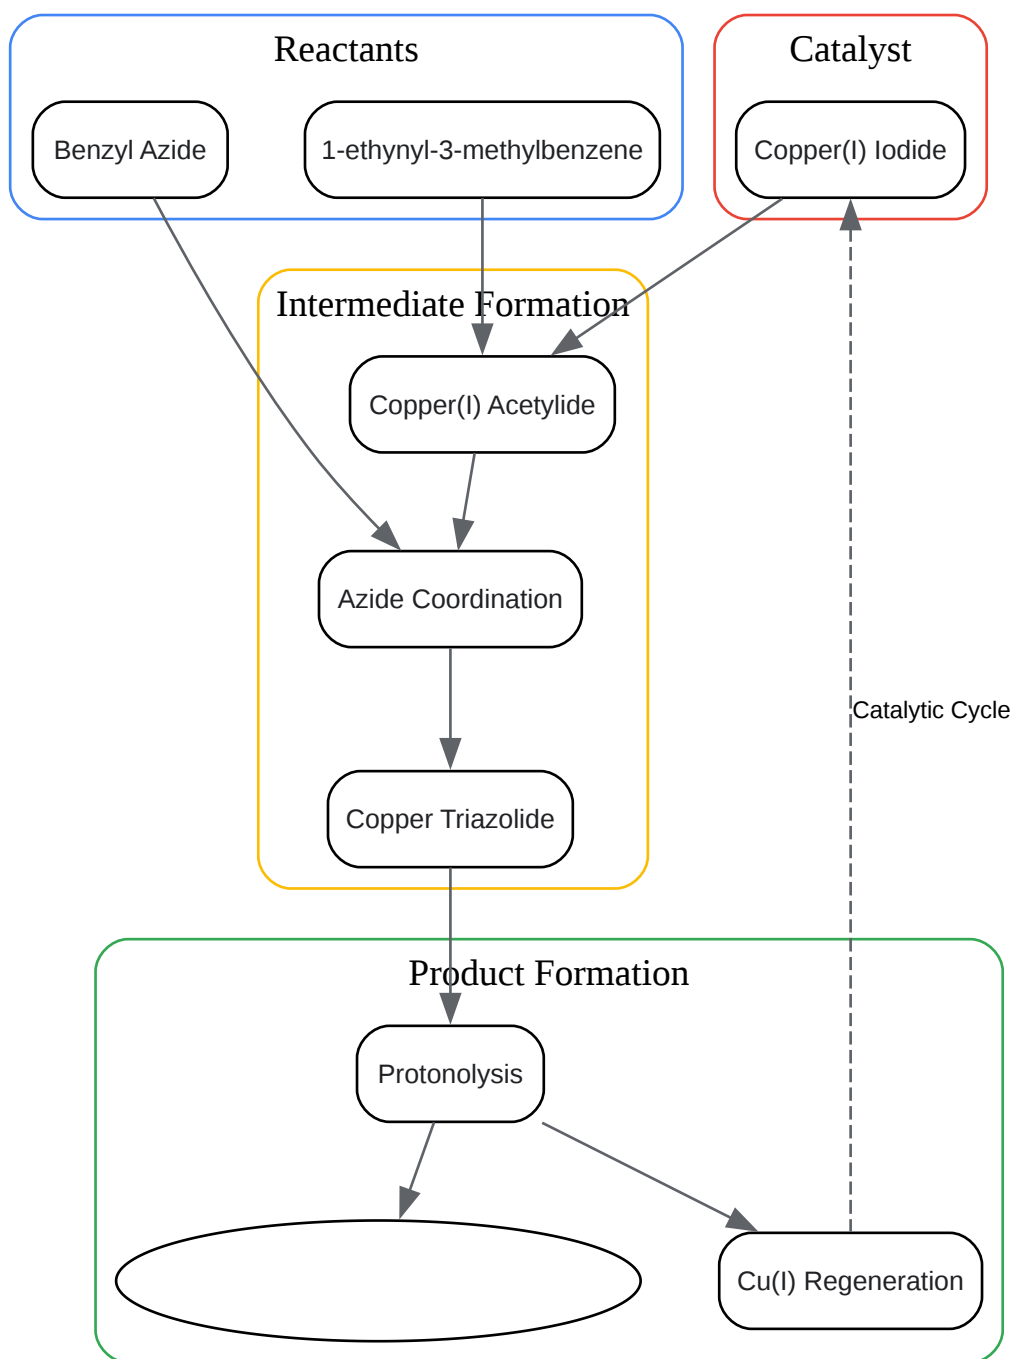 Reactants
Catalyst
Benzyl Azide
1-ethynyl-3-methylbenzene
Copper(I) Iodide
Intermediate Formation
Copper(I) Acetylide
Azide Coordination
Catalytic Cycle
Copper Triazolide
Product Formation
Protonolysis
Cu(I) Regeneration